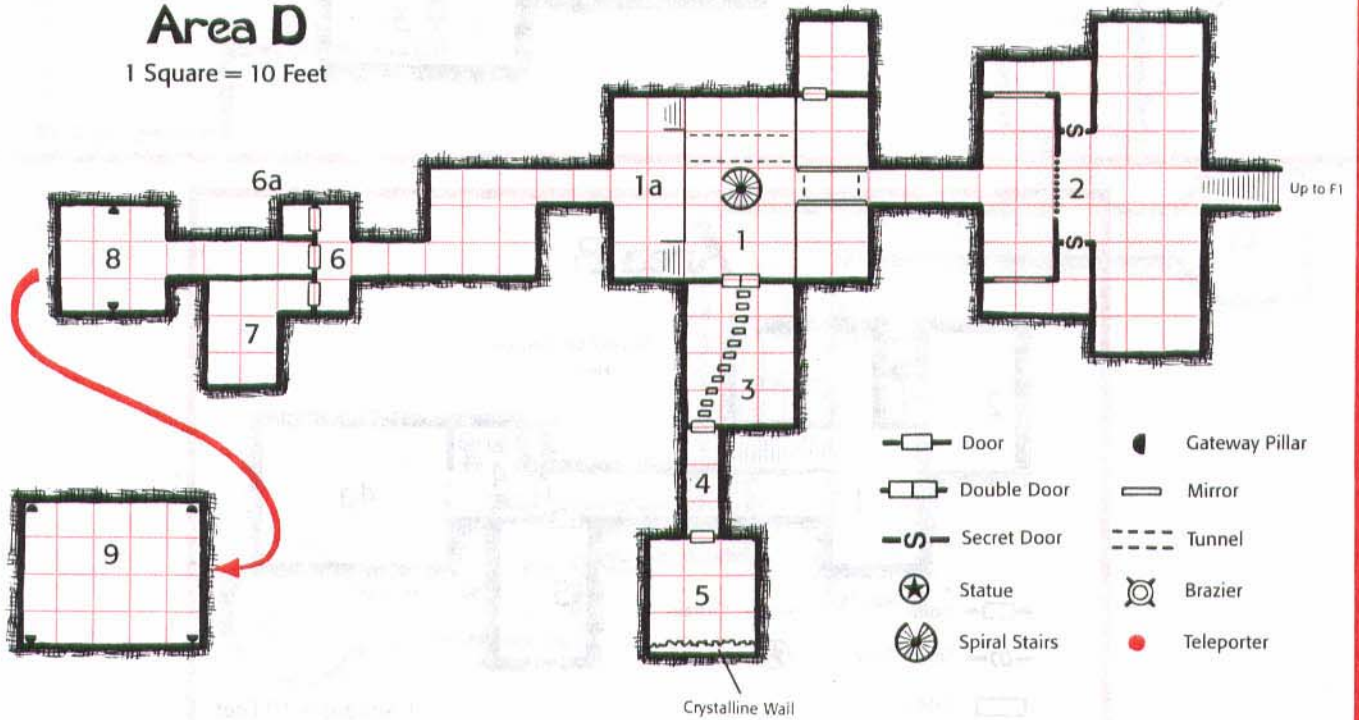 Area D
1 Square = 10 Feet
6a
1a
2
Up to F1
8
6
1
7
3
9
4
5
Door
Gateway Pillar
Double Door
Mirror
S Secret Door
Tunnel
Statue
Brazier
Spiral Stairs
Teleporter
Crystalline Wall
S
S